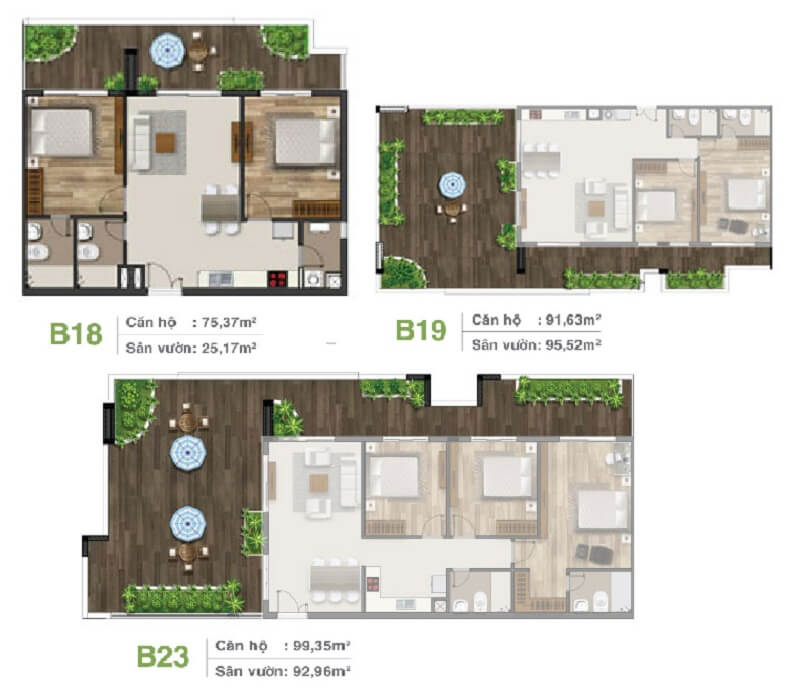 B18
Căn hộ : 75,37m²
Sân vườn: 25,17m²
B19
Căn hộ : 91,63m²
Sân vườn: 95,52m²
B23
Căn hộ : 99,35m²
Sân vườn: 92,96m²